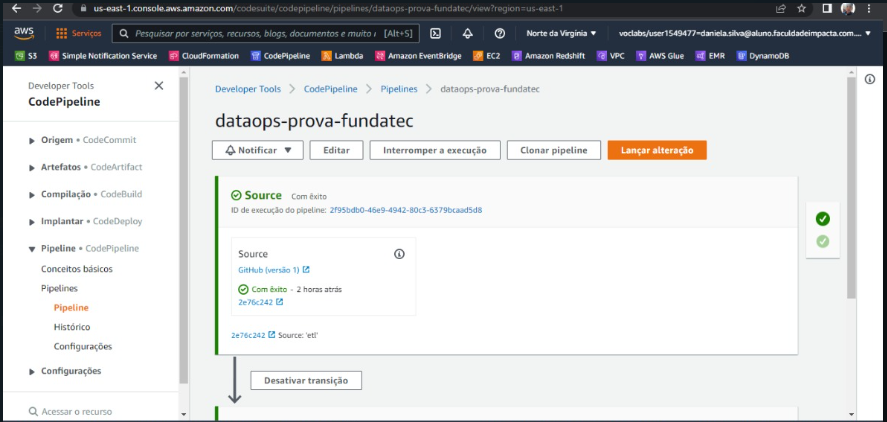 us-east-1.console.aws.amazon.com/codesuite/codepipeline/pipelines/dataops-prova-fundatec/view?region=us-east-1
aws Serviços Pesquisar por serviços, recursos, blogs, documentos e muito r [Alt+S] Norte da Virgínia ▼ voclabs/user1549477=daniela.silva@aluno.faculdadeimpacta.com.... ▼
S3 Simple Notification Service CloudFormation CodePipeline Lambda Amazon EventBridge EC2 Amazon Redshift VPC AWS Glue EMR DynamoDB
Developer Tools
CodePipeline
Origem • CodeCommit
Artefatos • CodeArtifact
Compilação • CodeBuild
Implantar • CodeDeploy
Pipeline • CodePipeline
Conceitos básicos
Pipelines
Pipeline
Histórico
Configurações
Configurações
Acessar o recurso
Developer Tools > CodePipeline > Pipelines > dataops-prova-fundatec
dataops-prova-fundatec
Notificar ▼ Editar Interromper a execução Clonar pipeline Lançar alteração
Source Com êxito
ID de execução do pipeline: 2f95bdb0-46e9-4942-80c3-6379bcaad5d8
Source
GitHub (versão 1)
Com êxito - 2 horas atrás
2e76c242
2e76c242 Source: 'etl'
Desativar transição